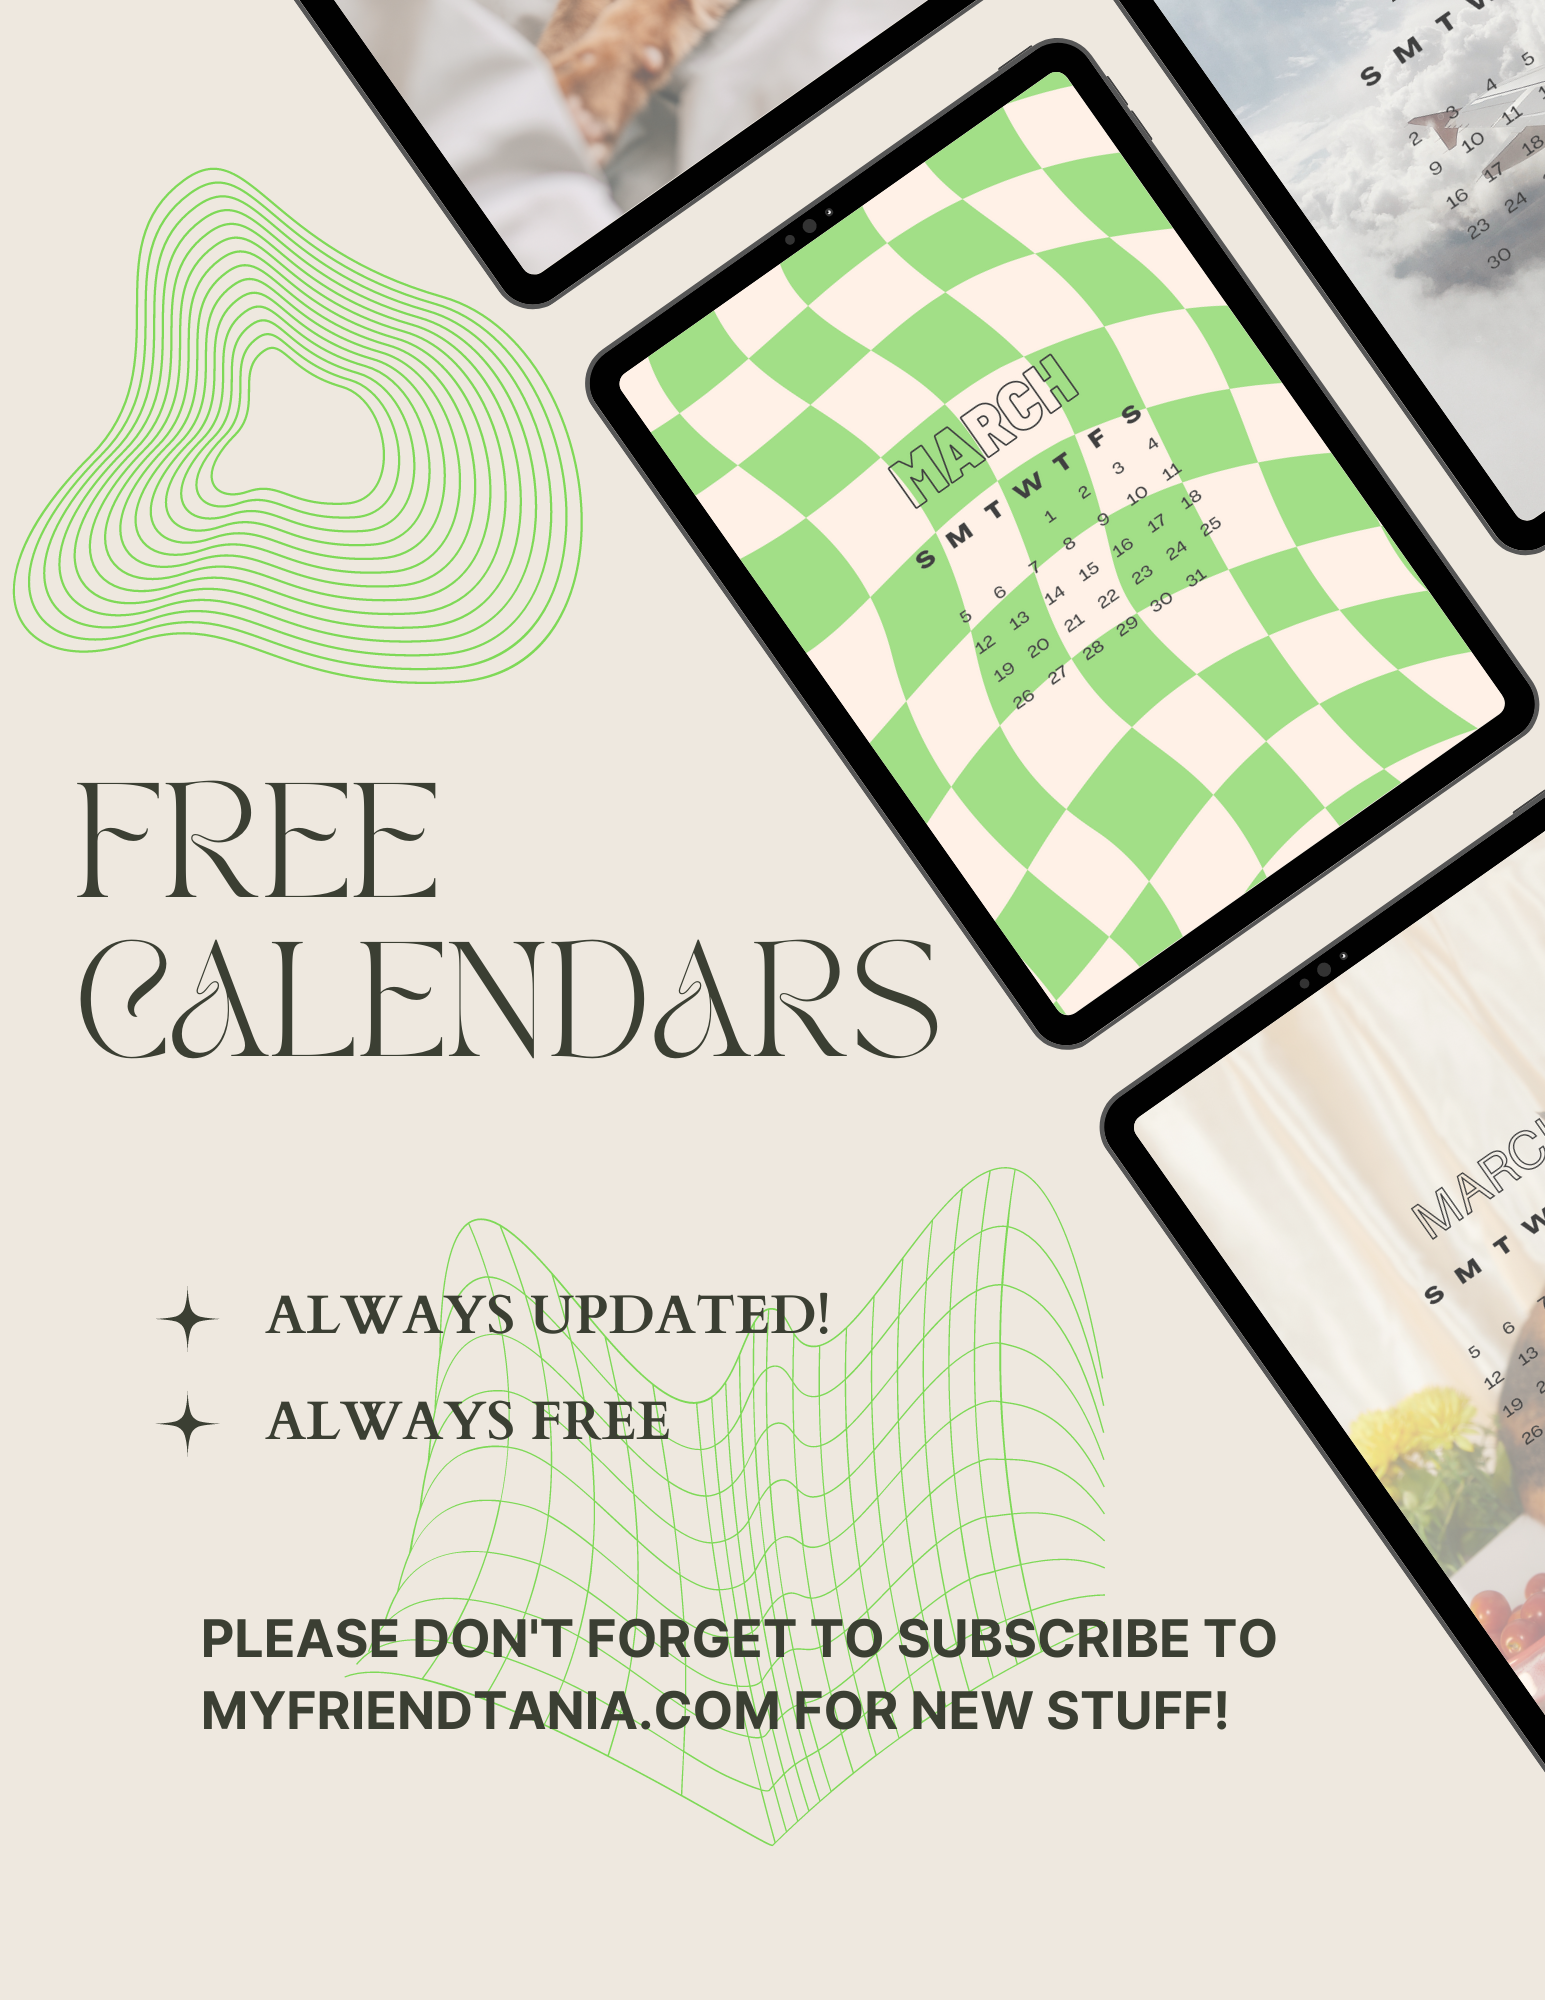 S M T
4 5
2 3 11
9 10 18
16 17 24
23
30
MARCH
S M T W T F S
1 2 3 4
5 6 7 8 9 10 11
12 13 14 15 16 17 18
19 20 21 22 23 24 25
26 27 28 29 30 31
FREE
CALENDARS
MARC
S M T W
5 6
12 13
19
26
ALWAYS UPDATED!
ALWAYS FREE
PLEASE DON'T FORGET TO SUBSCRIBE TO
MYFRIENDTANIA.COM FOR NEW STUFF!